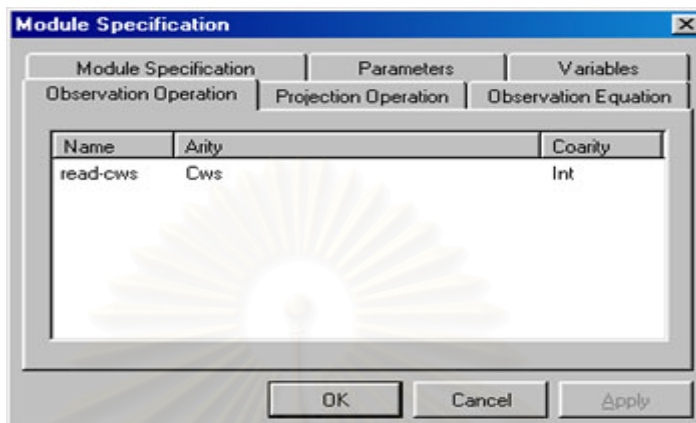 Module Specification
Module Specification Parameters Variables
Observation Operation Projection Operation Observation Equation
Name Arity Coarity
read-cws Cws Int
OK Cancel Apply